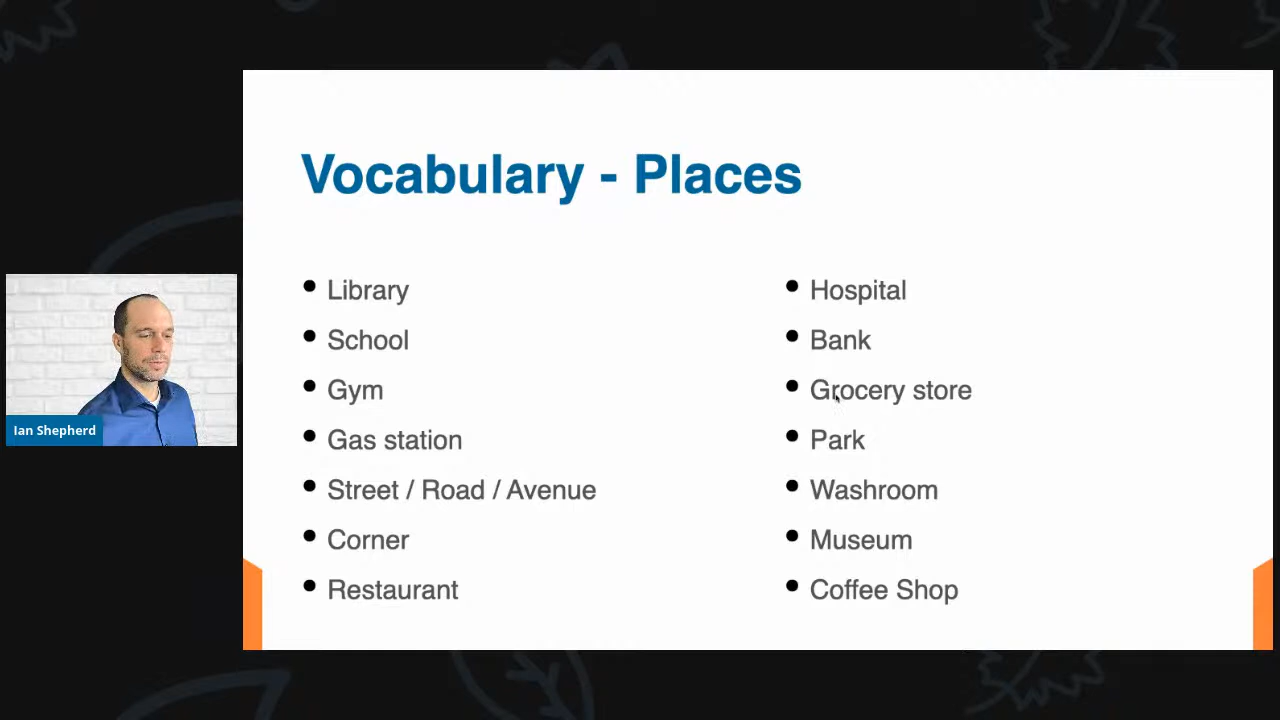 Vocabulary - Places
Library
School
Gym
Gas station
Street / Road / Avenue
Corner
Restaurant
Hospital
Bank
Grocery store
Park
Washroom
Museum
Coffee Shop
Ian Shepherd